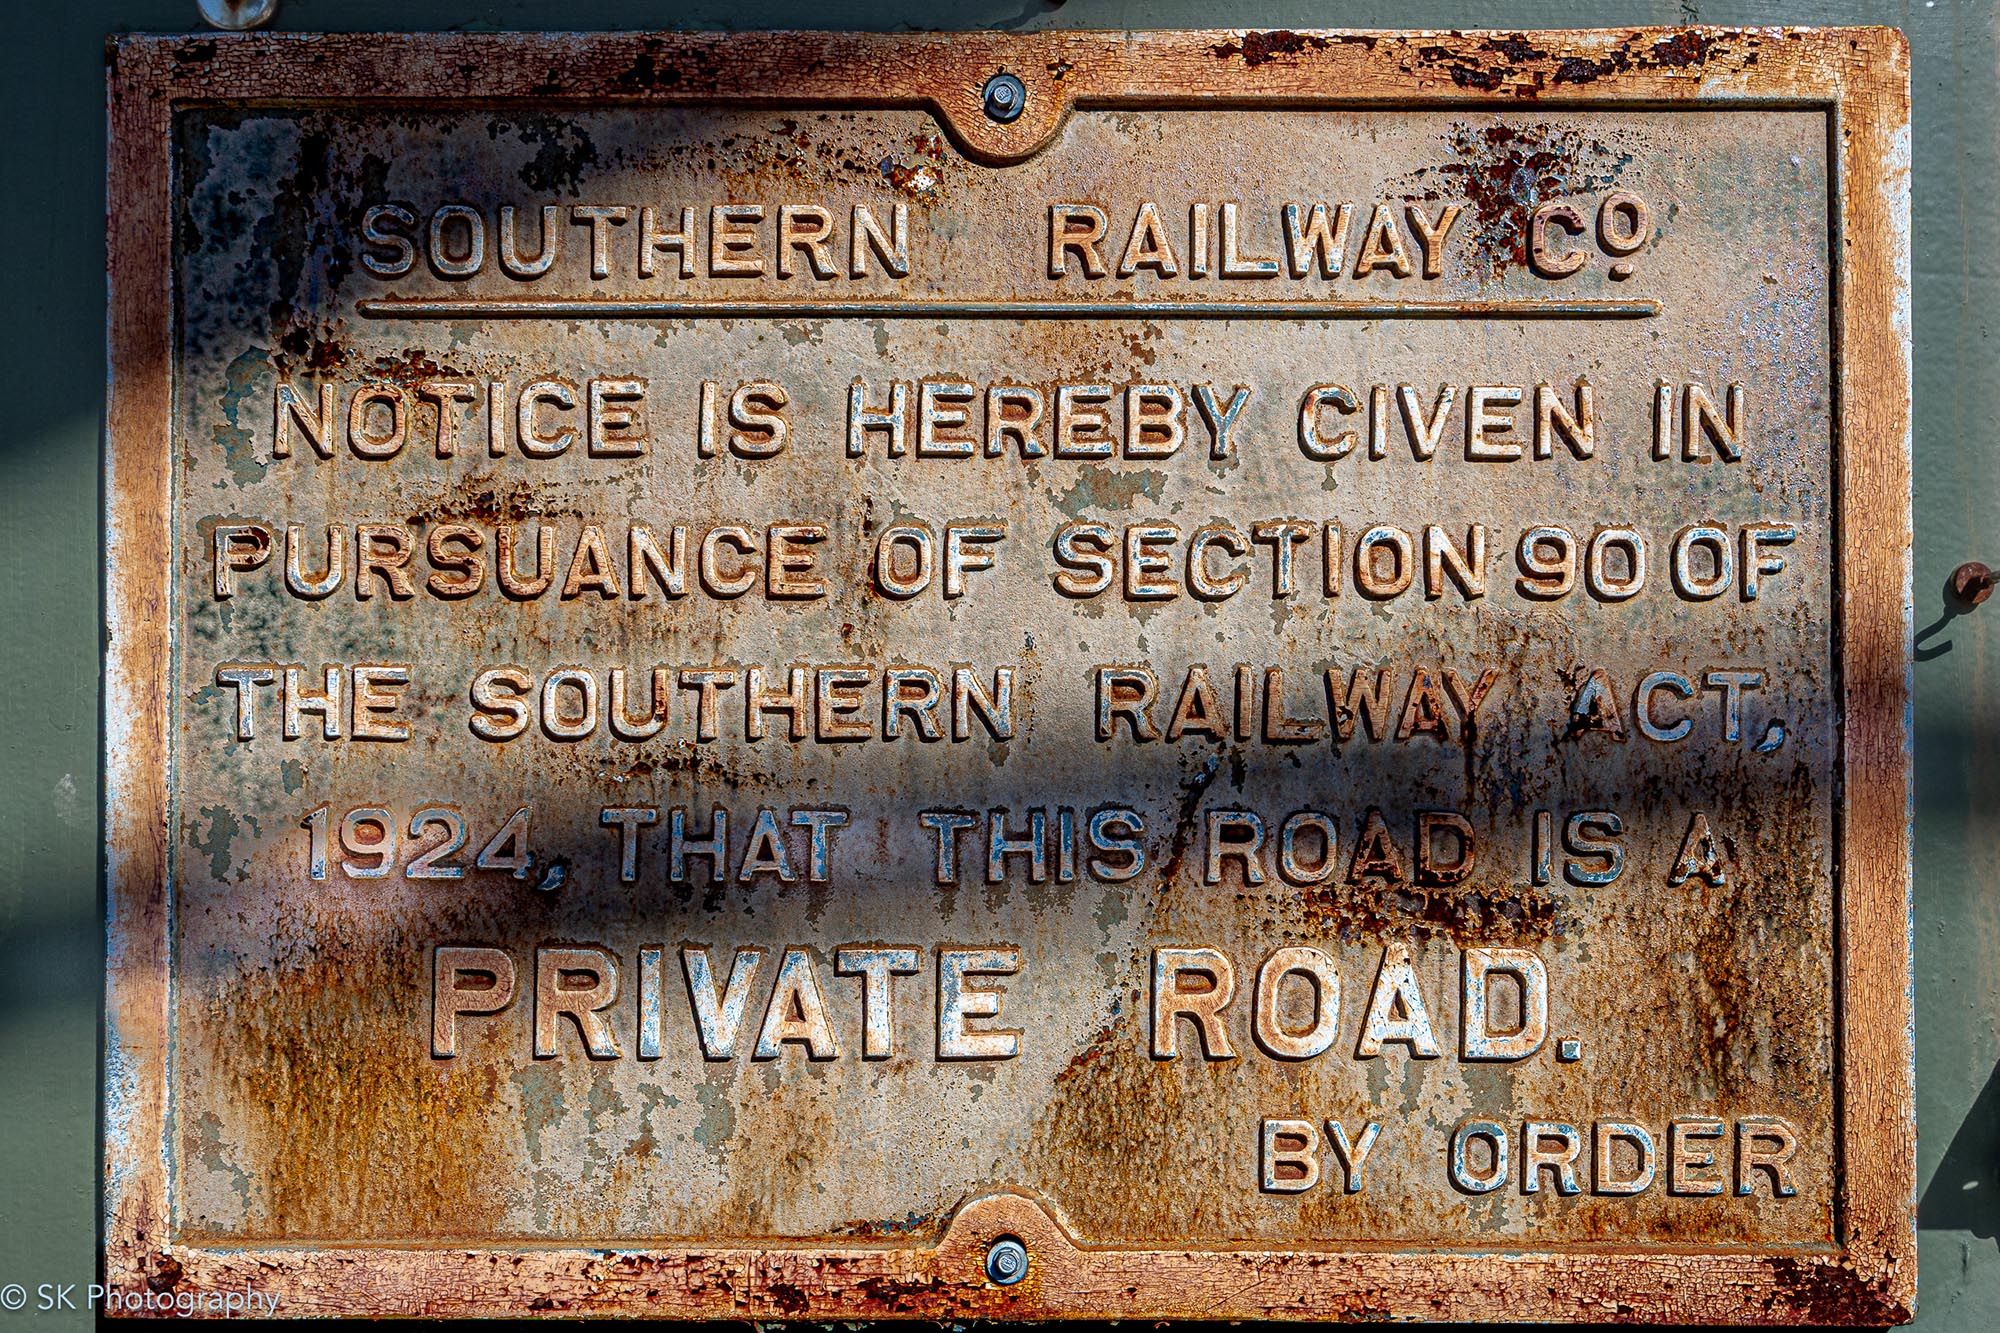 SOUTHERN RAILWAY Cº
NOTICE IS HEREBY GIVEN IN
PURSUANCE OF SECTION 90 OF
THE SOUTHERN RAILWAY ACT,
1924, THAT THIS ROAD IS A
PRIVATE ROAD.
BY ORDER
© SK Photography